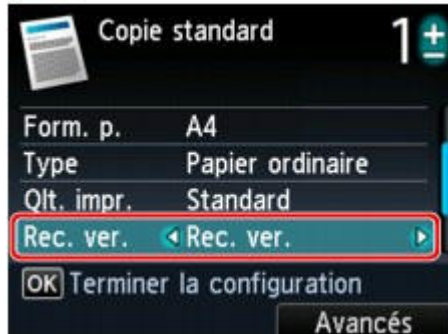 Copie standard 1
Form. p. A4
Type Papier ordinaire
Qlt. impr. Standard
Rec. ver. Rec. ver.
OK Terminer la configuration
Avancés